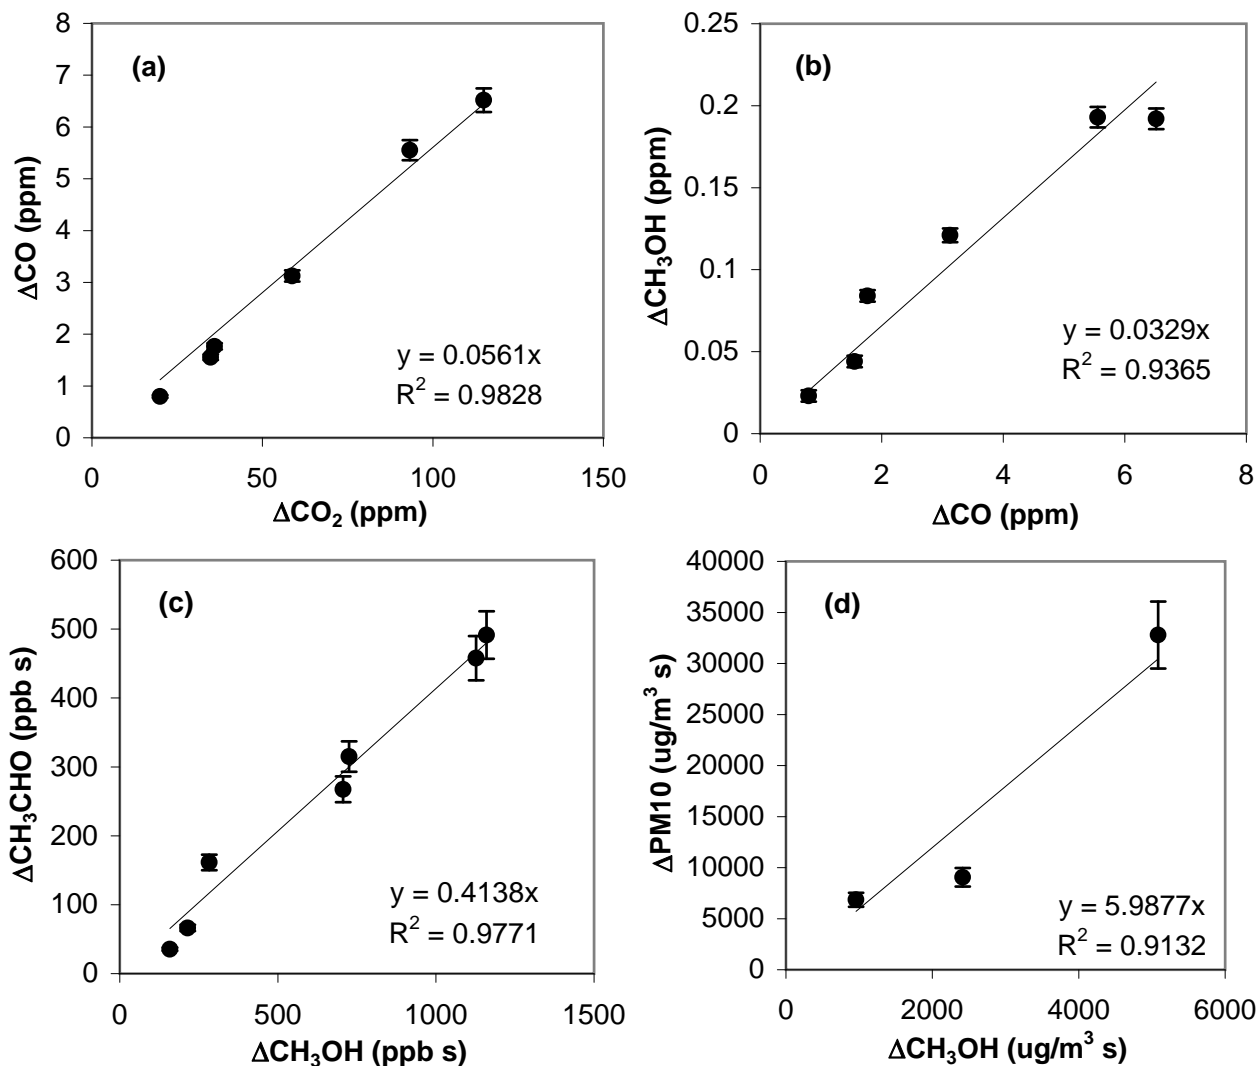 (a)
ΔCO (ppm)
8
7
6
5
4
3
2
1
0
y = 0.0561x
R² = 0.9828
0 50 100 150
ΔCO₂ (ppm)
(b)
ΔCH₃OH (ppm)
0.25
0.2
0.15
0.1
0.05
0
y = 0.0329x
R² = 0.9365
0 2 4 6 8
ΔCO (ppm)
(c)
ΔCH₃CHO (ppb s)
600
500
400
300
200
100
0
y = 0.4138x
R² = 0.9771
0 500 1000 1500
ΔCH₃OH (ppb s)
(d)
ΔPM10 (ug/m³ s)
40000
35000
30000
25000
20000
15000
10000
5000
0
y = 5.9877x
R² = 0.9132
0 2000 4000 6000
ΔCH₃OH (ug/m³ s)